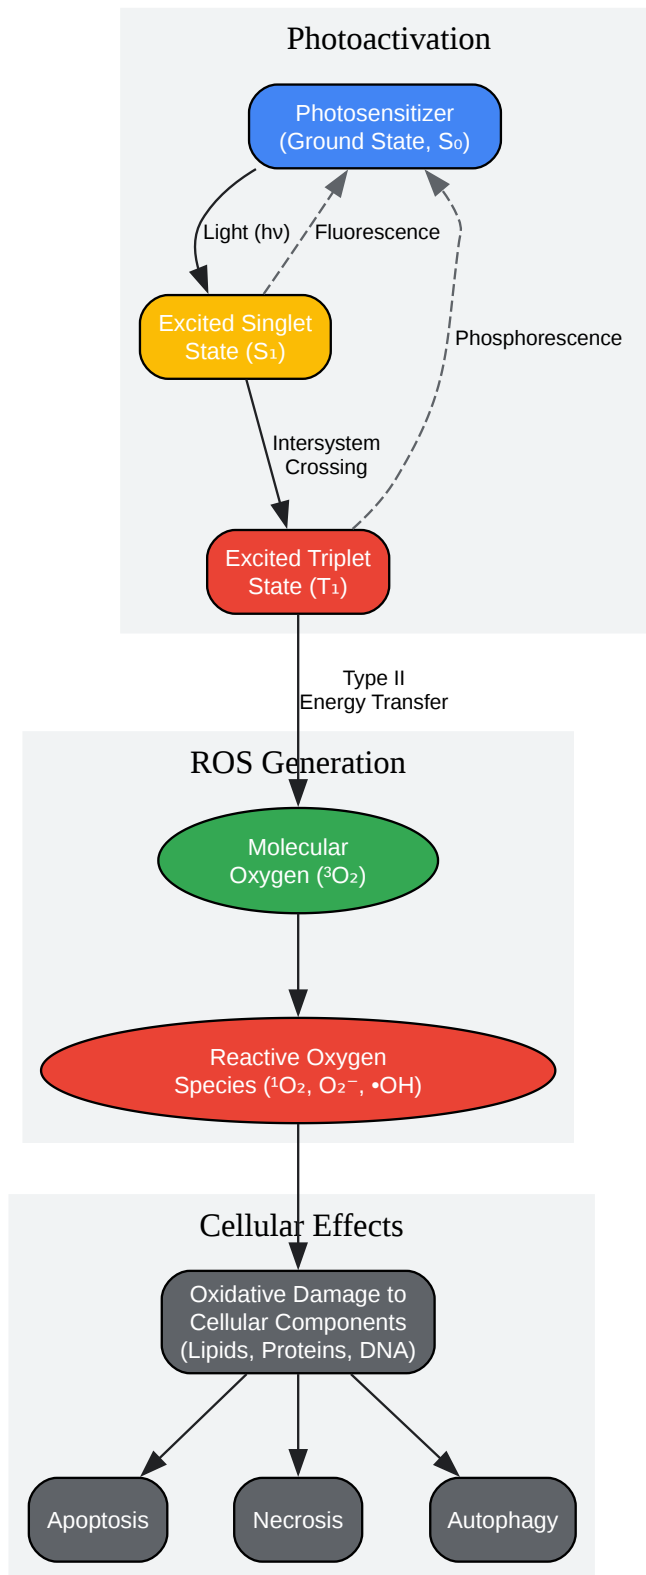 Photoactivation
Photosensitizer
(Ground State, S₀)
Light (hν)
Fluorescence
Excited Singlet
State (S₁)
Phosphorescence
Intersystem
Crossing
Excited Triplet
State (T₁)
Type II
Energy Transfer
ROS Generation
Molecular
Oxygen (³O₂)
Reactive Oxygen
Species (¹O₂, O₂⁻, •OH)
Cellular Effects
Oxidative Damage to
Cellular Components
(Lipids, Proteins, DNA)
Apoptosis
Necrosis
Autophagy